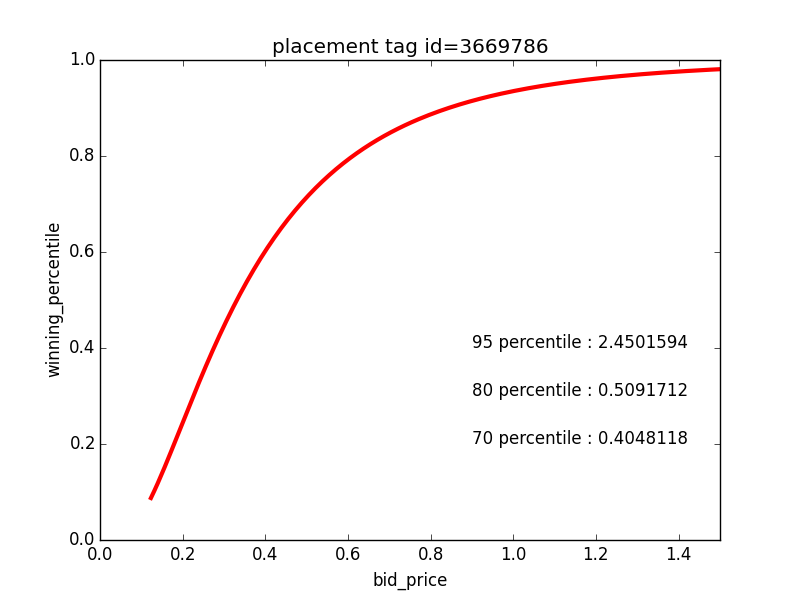 placement tag id=3669786
1.0
0.8
0.6
0.4
0.2
0.0
winning_percentile
95 percentile : 2.4501594
80 percentile : 0.5091712
70 percentile : 0.4048118
0.0 0.2 0.4 0.6 0.8 1.0 1.2 1.4
bid_price